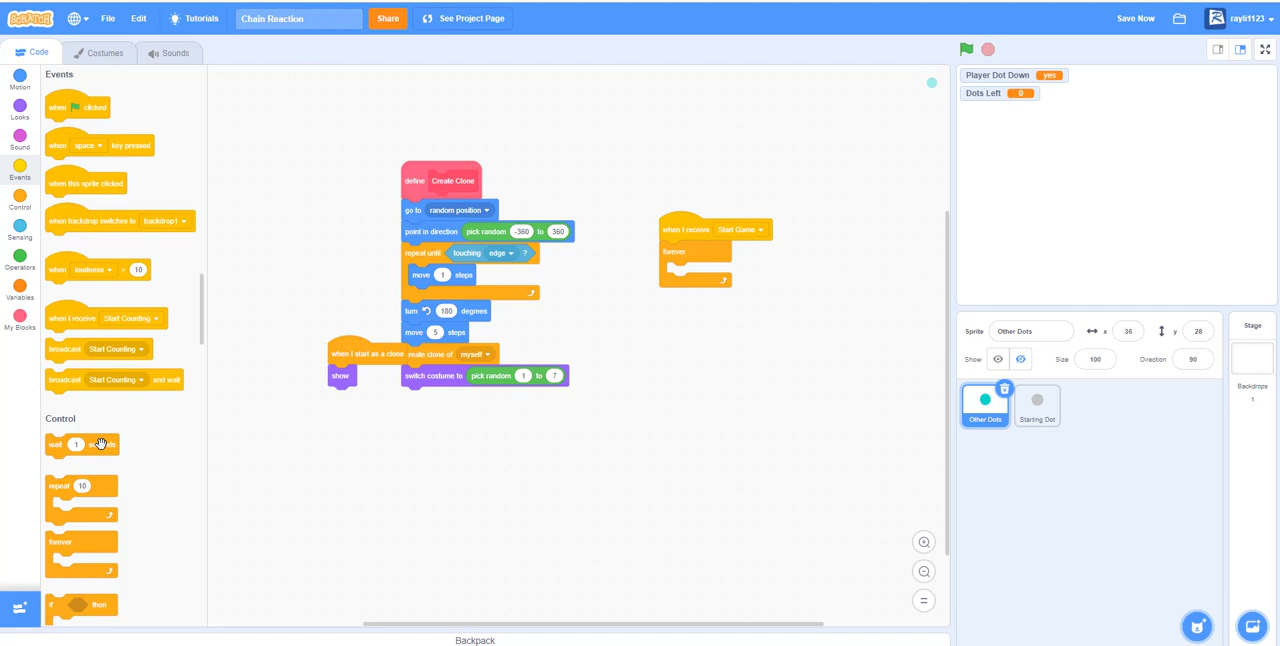 SCRATCH File Edit Tutorials Chain Reaction Share See Project Page Save Now rayli1123
Code Costumes Sounds
Motion
Looks
Sound
Events
Control
Sensing
Operators
Variables
My Blocks
Events
when clicked
when space key pressed
when this sprite clicked
when backdrop switches to backdrop1
when loudness > 10
when I receive Start Counting
broadcast Start Counting
broadcast Start Counting and wait
Control
wait 1 seconds
repeat 10
forever
if then
define Create Clone
go to random position
point in direction pick random -360 to 360
repeat until touching edge ?
move 1 steps
turn 180 degrees
move 5 steps
when I start as a clone reate clone of myself
show
switch costume to pick random 1 to 7
when I receive Start Game
forever
Backpack
Player Dot Down yes
Dots Left 0
Sprite Other Dots x 36 y 28
Show Size 100 Direction 90
Other Dots
Starting Dot
Stage
Backdrops
1